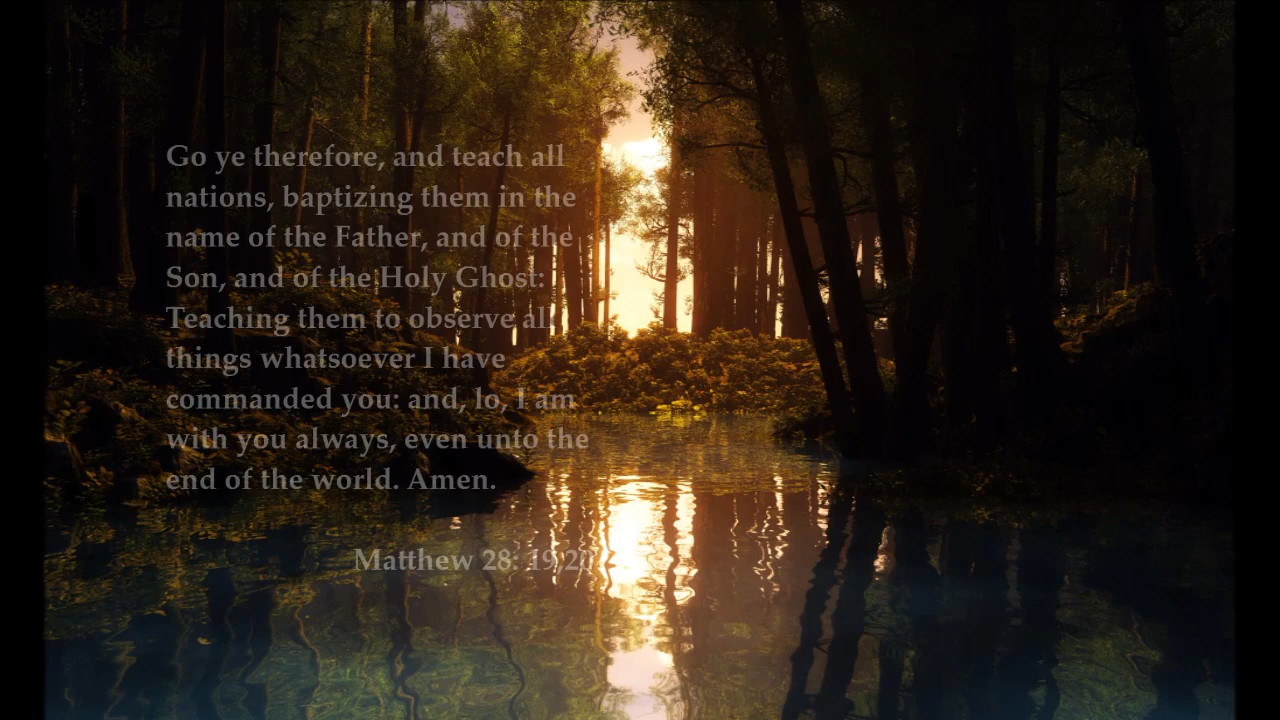 Go ye therefore, and teach all
nations, baptizing them in the
name of the Father, and of the
Son, and of the Holy Ghost:
Teaching them to observe all
things whatsoever I have
commanded you: and, lo, I am
with you always, even unto the
end of the world. Amen.
Matthew 28: 19.20